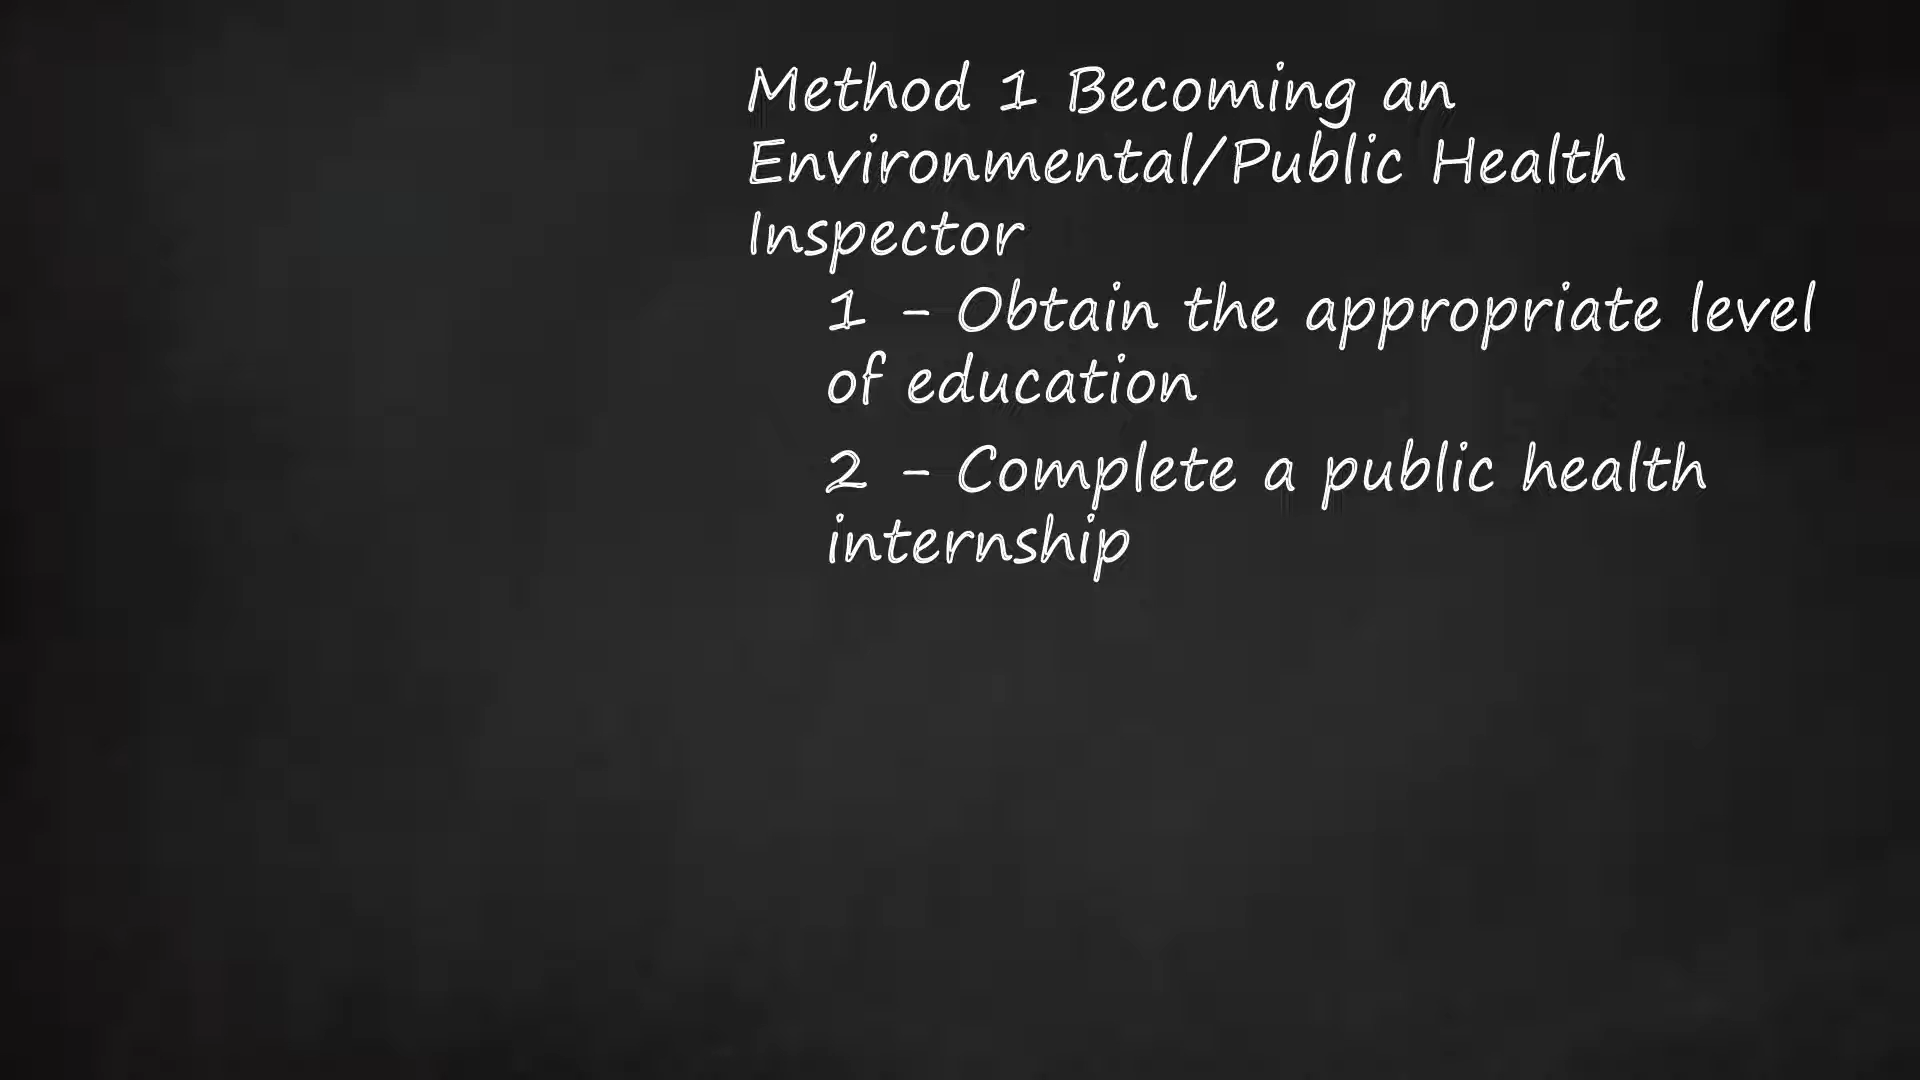 Method 1 Becoming an
Environmental/Public Health
Inspector
1 - Obtain the appropriate level
of education
2 - Complete a public health
internship